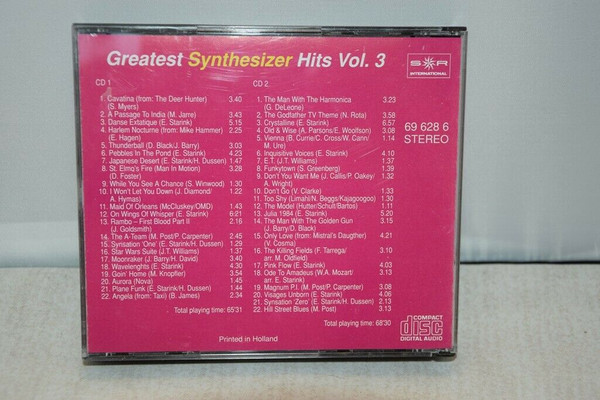 Greatest Synthesizer Hits Vol. 3
S R
INTERNATIONAL
69 628 6
STEREO
CD 1
1. Cavatina (from: The Deer Hunter) 3.40
(S. Myers)
2. A Passage To India (M. Jarre) 3.43
3. Danse Extatique (E. Starink) 5.15
4. Harlem Nocturne (from: Mike Hammer) 2.25
(E. Hagen)
5. Thunderball (D. Black/J. Barry) 3.03
6. Pebbles In The Pond (E. Starink) 4.23
7. Japanese Desert (E. Starink/H. Dussen) 1.47
8. St. Elmo's Fire (Man In Motion) 3.28
(D. Foster)
9. While You See A Chance (S. Winwood) 1.30
10. I Won't Let You Down (J. Diamond/ 1.22
A. Hymas)
11. Maid Of Orleans (McCluskey/OMD) 1.43
12. On Wings Of Whisper (E. Starink) 6:21
13. Rambo – First Blood Part II 2.16
(J. Goldsmith)
14. The A-Team (M. Post/P. Carpenter) 2.45
15. Synsation 'One' (E. Starink/H. Dussen) 1.29
16. Star Wars Suite (J.T. Williams) 1.37
17. Moonraker (J. Barry/H. David) 3.40
18. Wavelenghts (E. Starink) 4.30
19. Goin' Home (M. Knopfler) 3.54
20. Aurora (Nova) 1.45
21. Plane Funk (E. Starink/H. Dussen) 1.44
22. Angela (from: Taxi) (B. James) 2.34
Total playing time: 65'31
CD 2.
1. The Man With The Harmonica 3.23
(G. DeLeone)
2. The Godfather TV-Theme (N. Rota) 3.58
3. Crystalline (E. Starink) 6.57
4. Old & Wise (A. Partions/E. Woolfson) 3.08
5. Vienna (B. Currie/C. Cross/W. Cann/ 1.14
M. Ure)
6. Inquisitive Voices (E. Starink) 4.10
7. E.T. (J.T. Williams) 1.37
8. Funkytown (S. Greenberg) 1.39
9. Don't You Want Me (J. Callis/P. Oakey/ 1.32
A. Wright)
10. Don't Go (V. Clarke) 1.33
11. Too Shy (Limahl/N. Beggs/Kajagoogoo) 1.30
12. The Model (Hutter/Schult/Bartos) 1.11
13. Julia 1984 (E. Starink) 5.20
14. The Man With The Golden Gun 3.15
(J. Barry/D. Black)
15. Only Love (from: Mistral's Daugther) 4.21
(V. Cosma)
16. The Killing Fields (F. Tarrega/ 3.10
arr. M. Oldfield)
17. Pink Flow (E. Starink) 4.03
18. Ode To Amadeus (W.A. Mozart/ 3.13
arr. E. Starink)
19. Magnum P.I. (M. Post/P. Carpenter) 3.08
20. Visages Unborn (E. Starink) 4.06
21. Synsation 'Zero' (E. Starink/H. Dussen) 2.13
22. Hill Street Blues (M. Post) 3.13
Total playing time: 68'30
Printed in Holland
COMPACT
disc
DIGITAL AUDIO